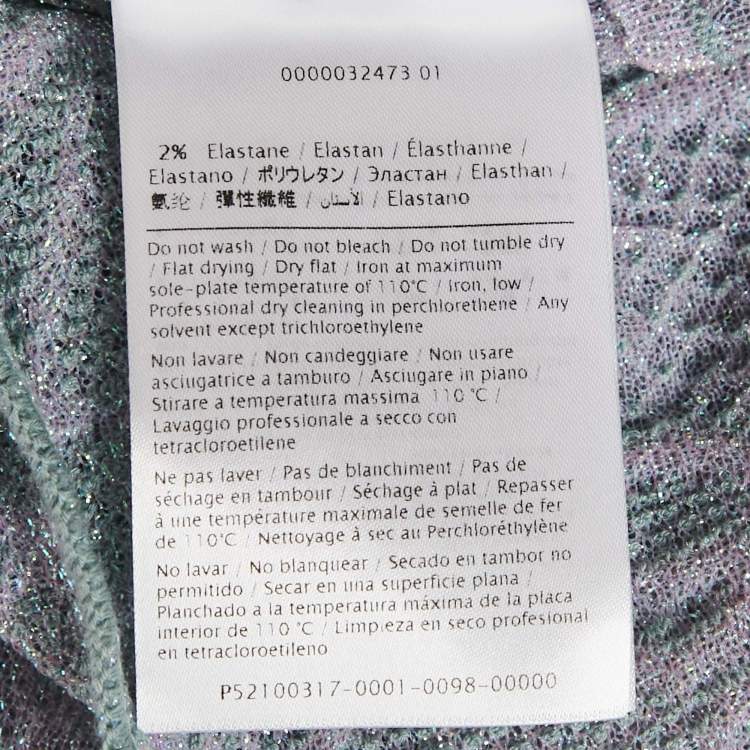 0000032473 01
2% Elastane / Elastan / Élasthanne /
Elastano / ポリウレタン / Эластан / Elasthan /
氨纶 / 彈性纖維 / الأستان / Elastano
Do not wash / Do not bleach / Do not tumble dry
/ Flat drying / Dry flat / Iron at maximum
sole-plate temperature of 110°C / Iron, low /
Professional dry cleaning in perchlorethene / Any
solvent except trichloroethylene
Non lavare / Non candeggiare / Non usare
asciugatrice a tamburo / Asciugare in piano /
Stirare a temperatura massima 110 °C /
Lavaggio professionale a secco con
tetracloroetilene
Ne pas laver / Pas de blanchiment / Pas de
séchage en tambour / Séchage à plat / Repasser
à une température maximale de semelle de fer
de 110°C / Nettoyage à sec au Perchloréthylène
No lavar / No blanquear / Secado en tambor no
permitido / Secar en una superficie plana /
Planchado a la temperatura máxima de la placa
interior de 110 °C / Limpieza en seco profesional
en tetracloroetileno
P52100317-0001-0098-00000